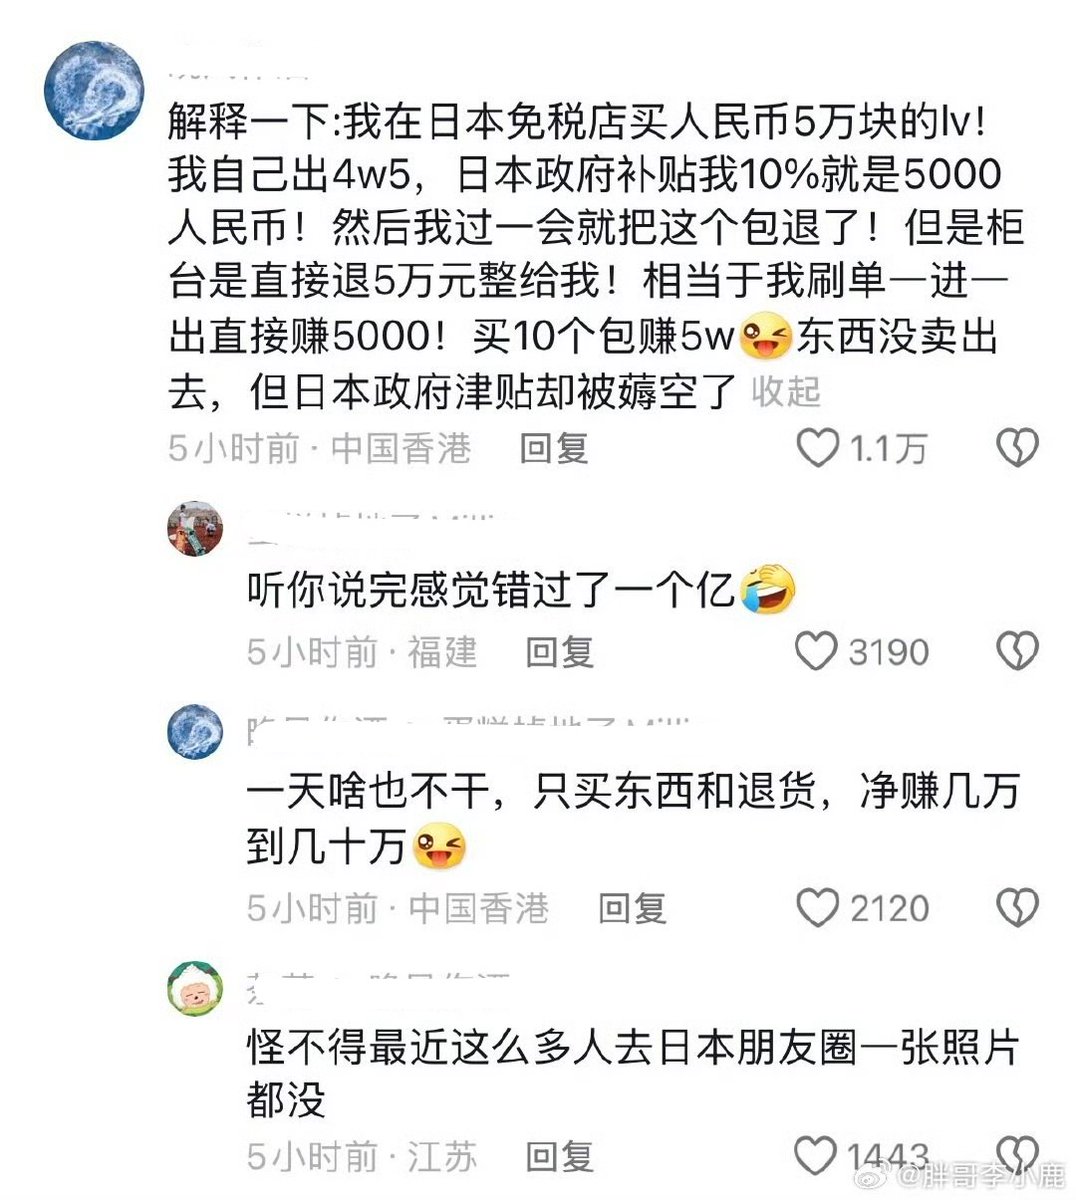 解释一下:我在日本免税店买人民币5万块的lv!
我自己出4w5，日本政府补贴我10%就是5000
人民币！然后我过一会就把这个包退了！但是柜
台是直接退5万元整给我！相当于我刷单一进一
出直接赚5000！买10个包赚5w😜东西没卖出
去，但日本政府津贴却被薅空了 收起
5小时前·中国香港 回复 1.1万
听你说完感觉错过了一个亿🤣
5小时前·福建 回复 3190
一天啥也不干，只买东西和退货，净赚几万
到几十万😜
5小时前·中国香港 回复 2120
怪不得最近这么多人去日本朋友圈一张照片
都没
5小时前·江苏 回复 1443
@胖哥李小鹿